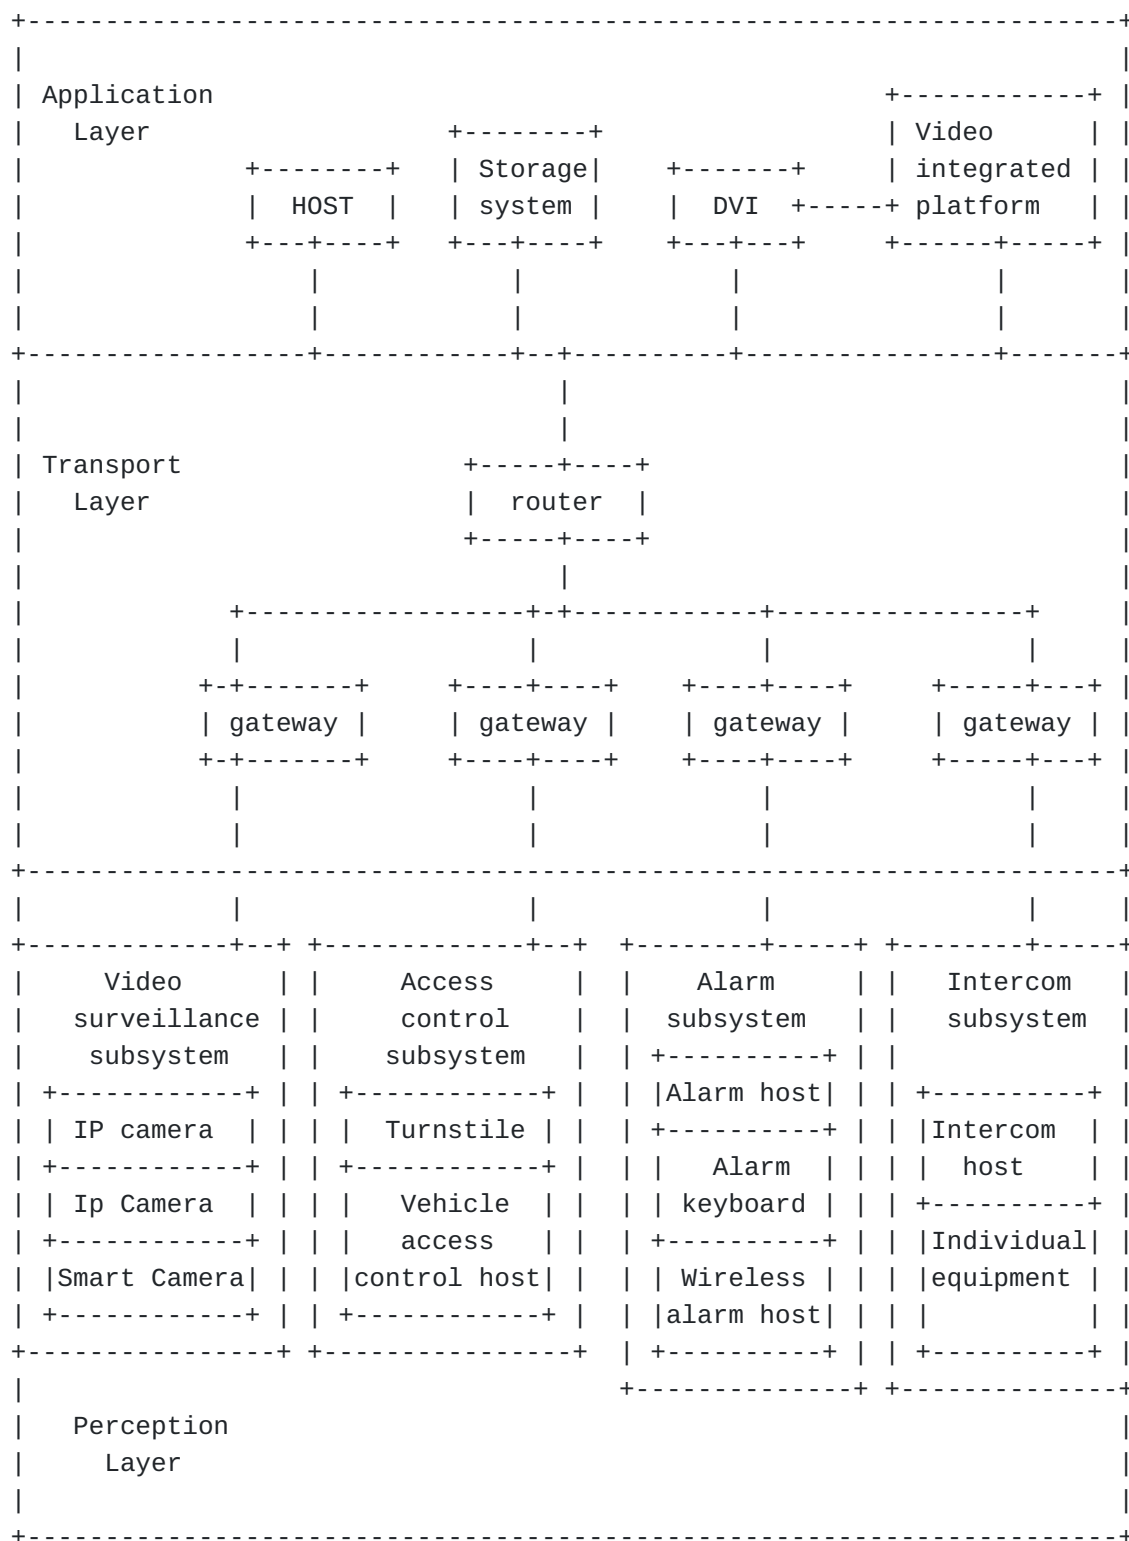 Application
Layer
Video
Storage integrated
HOST system DVI platform
Transport
Layer router
gateway gateway gateway gateway
Video Access Alarm Intercom
surveillance control subsystem subsystem
subsystem subsystem
Alarm host
IP camera Turnstile Intercom
Alarm host
Ip Camera Vehicle keyboard
access Individual
Smart Camera control host Wireless equipment
alarm host
Perception
Layer